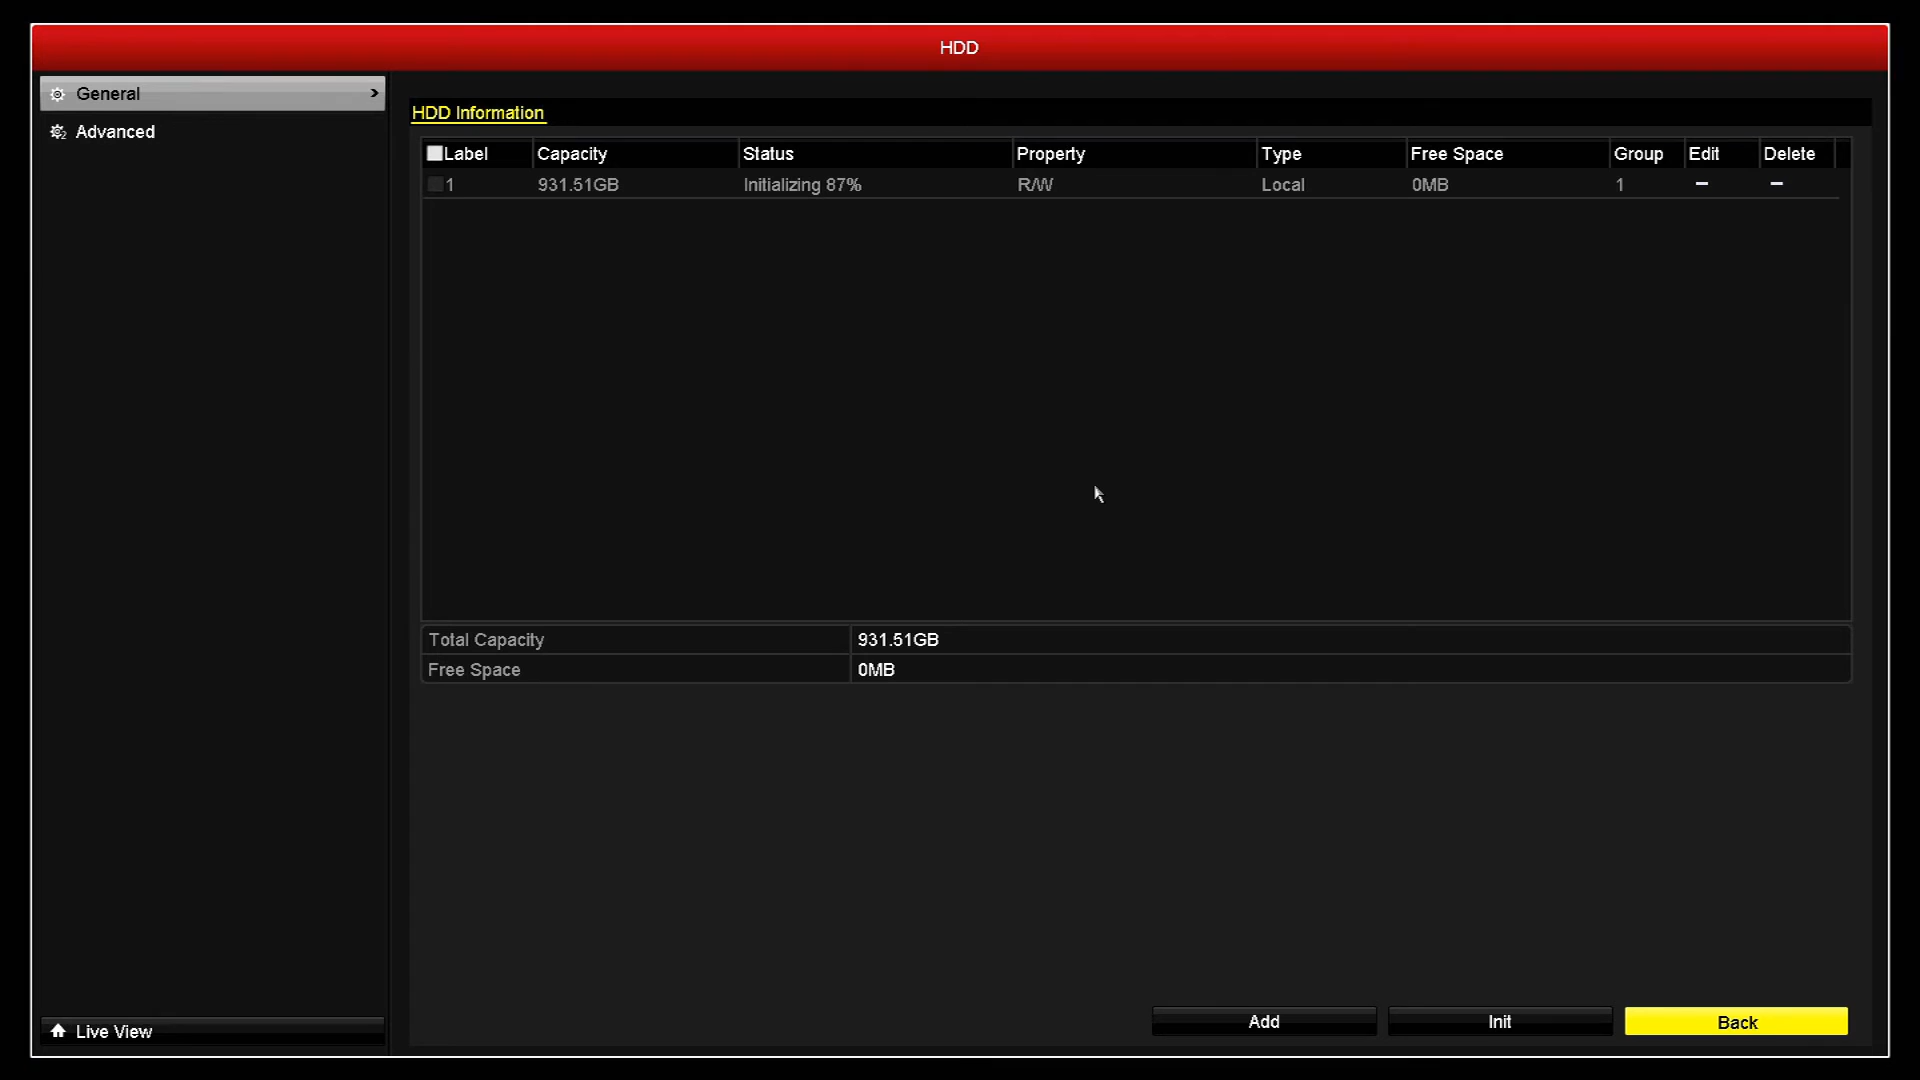 HDD
General
Advanced
HDD Information
Label Capacity Status Property Type Free Space Group Edit Delete
1 931.51GB Initializing 87% R/W Local 0MB 1 — —
Total Capacity 931.51GB
Free Space 0MB
Live View
Add Init Back